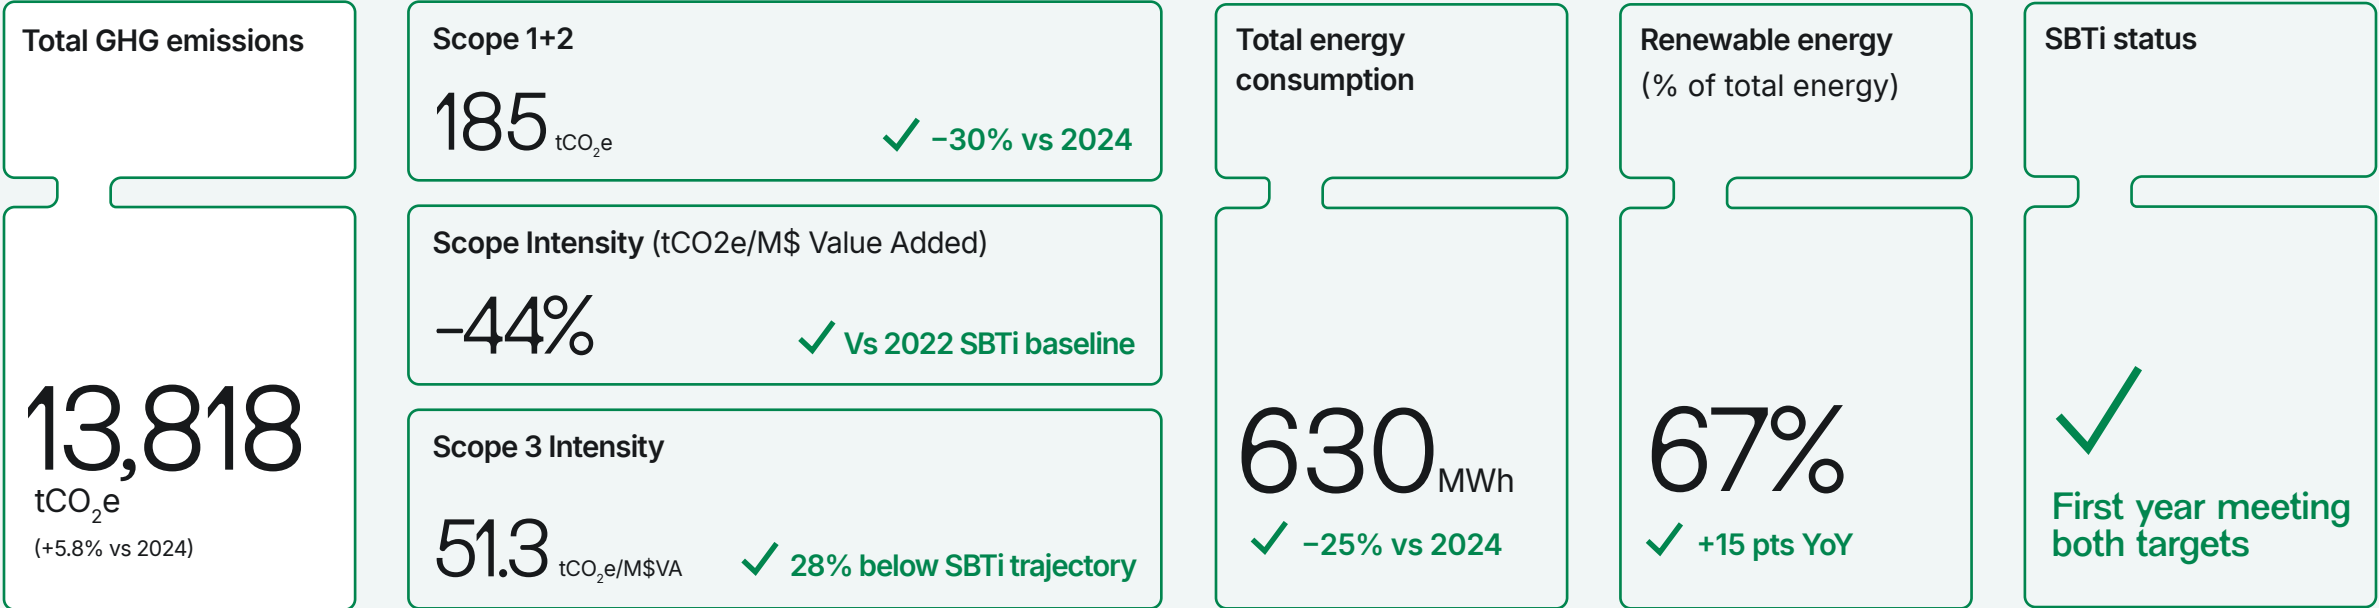 Total GHG emissions
13,818
tCO₂e
(+5.8% vs 2024)
Scope 1+2
185 tCO₂e
−30% vs 2024
Scope Intensity (tCO2e/M$ Value Added)
−44%
Vs 2022 SBTi baseline
Scope 3 Intensity
51.3 tCO₂e/M$VA
28% below SBTi trajectory
Total energy
consumption
630 MWh
−25% vs 2024
Renewable energy
(% of total energy)
67%
+15 pts YoY
SBTi status
First year meeting
both targets